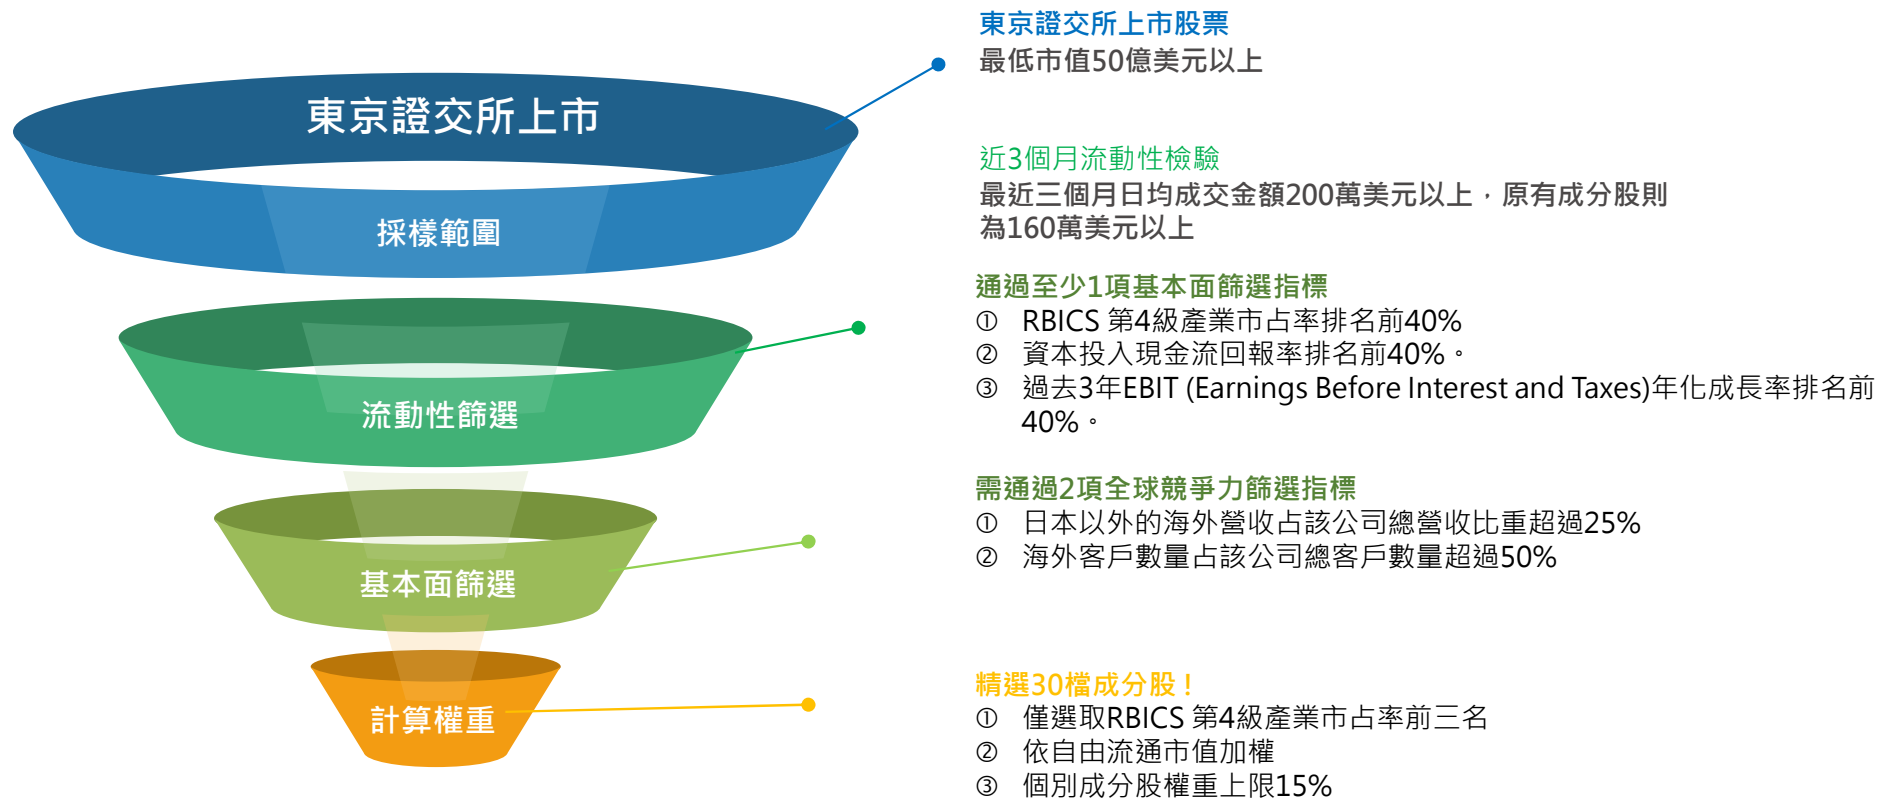 東京證交所上市
採樣範圍
流動性篩選
基本面篩選
計算權重
東京證交所上市股票
最低市值50億美元以上
近3個月流動性檢驗
最近三個月日均成交金額200萬美元以上，原有成分股則
為160萬美元以上
通過至少1項基本面篩選指標
① RBICS 第4級產業市占率排名前40%
② 資本投入現金流回報率排名前40%。
③ 過去3年EBIT (Earnings Before Interest and Taxes)年化成長率排名前
40%。
需通過2項全球競爭力篩選指標
① 日本以外的海外營收占該公司總營收比重超過25%
② 海外客戶數量占該公司總客戶數量超過50%
精選30檔成分股！
① 僅選取RBICS 第4級產業市占率前三名
② 依自由流通市值加權
③ 個別成分股權重上限15%